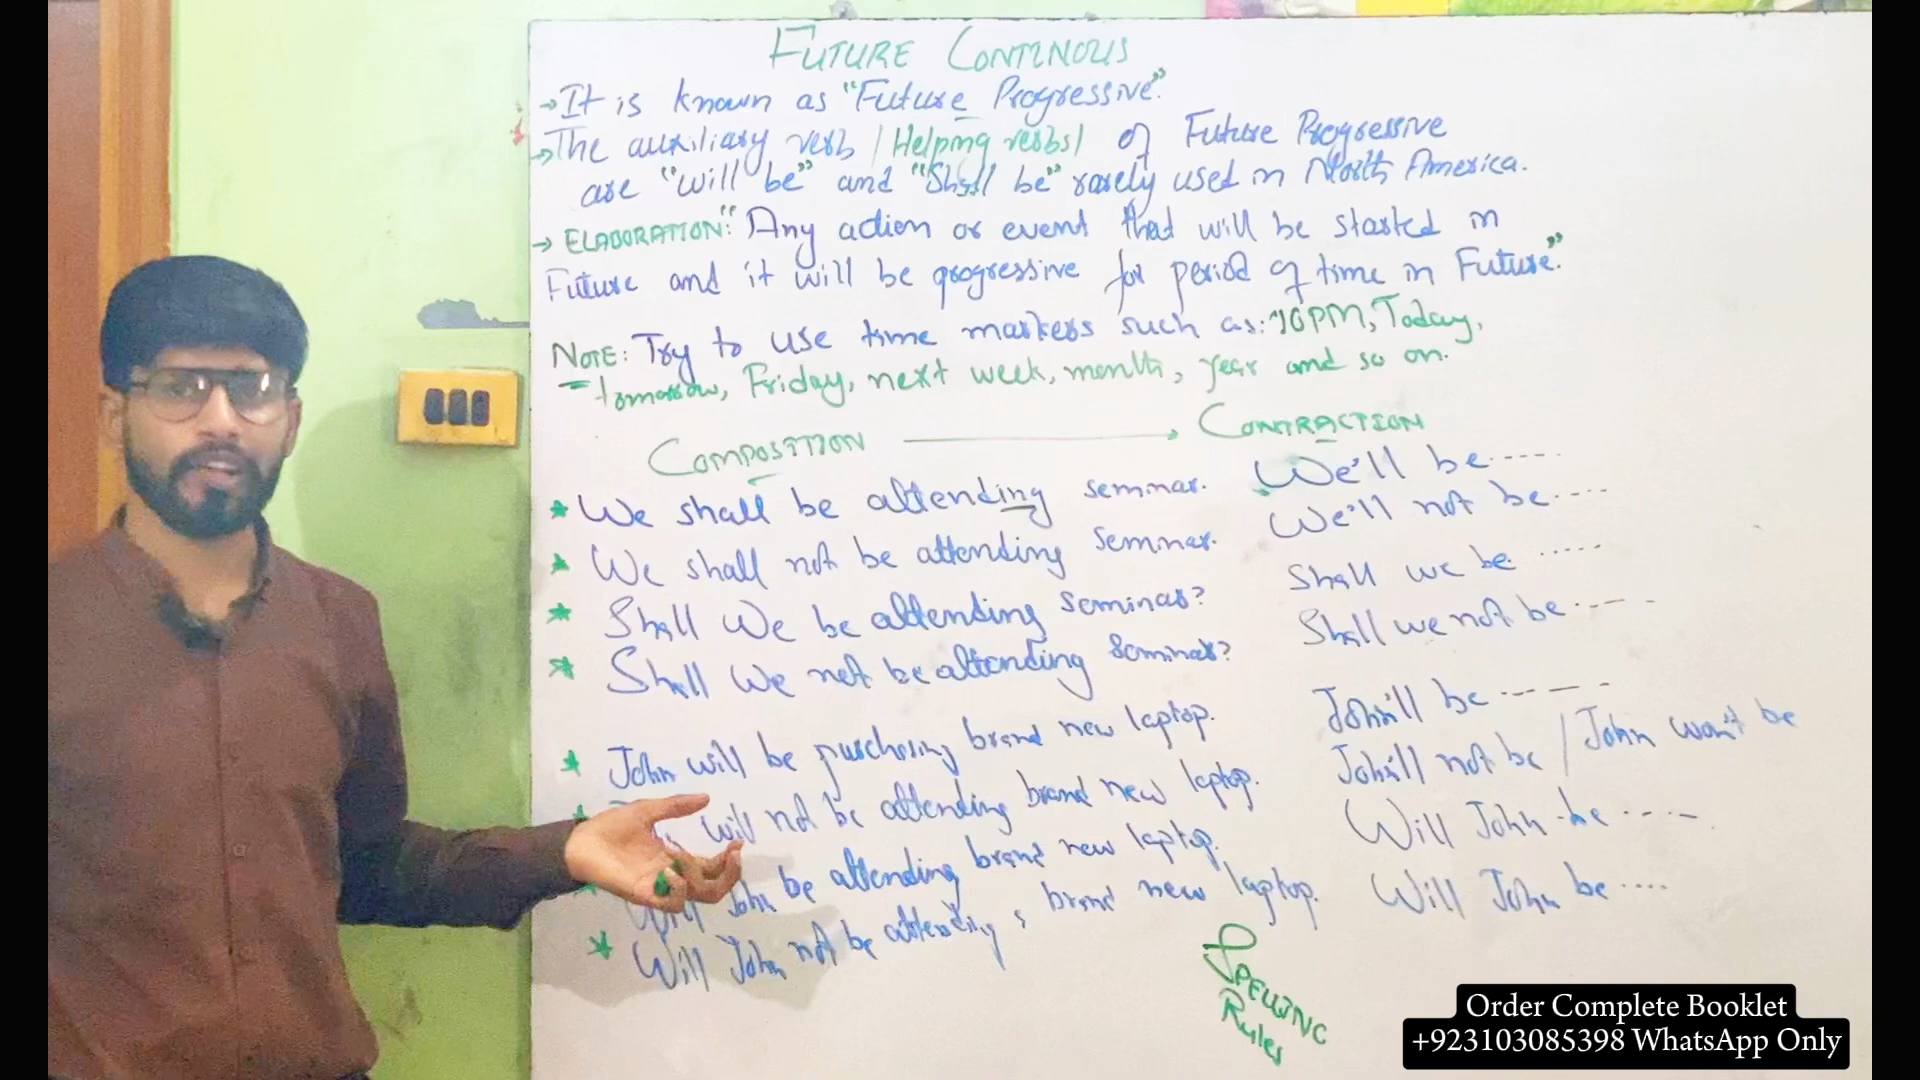 FUTURE CONTINOUS
→ It is known as "Future Progressive."
→ The auxiliary verb / Helping verbs / of Future Progressive
are "will be" and "Shall be" rarely used in North America.
→ ELABORATION: "Any action or event that will be started in
Future and it will be progressive for period of time in Future."
NOTE: Try to use time markers such as: 10PM, Today,
tomorrow, Friday, next week, month, year and so on.
COMPOSITION → CONTRACTION
* We shall be attending seminar. We'll be ----
* We shall not be attending seminar. We'll not be ----
* Shall we be attending seminar? Shall we be -----
* Shall we not be attending seminar? Shall we not be ----
* John will be purchasing brand new laptop. John'll be ----
* will not be attending brand new laptop. John'll not be / John won't be
* Will John be attending brand new laptop. Will John be ----
* Will John not be attending, brand new laptop. Will John be ----
SPELLING
Rules
Order Complete Booklet
+923103085398 WhatsApp Only